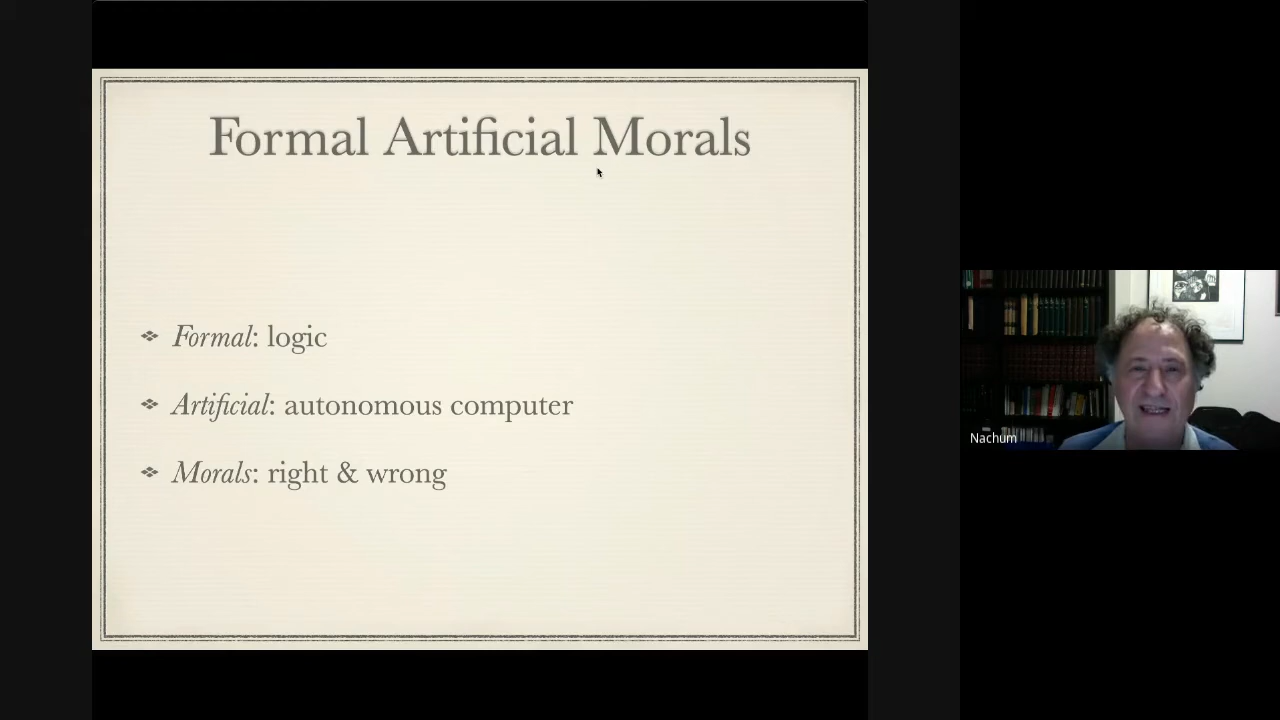 Formal Artificial Morals
Formal: logic
Artificial: autonomous computer
Morals: right & wrong
Nachum